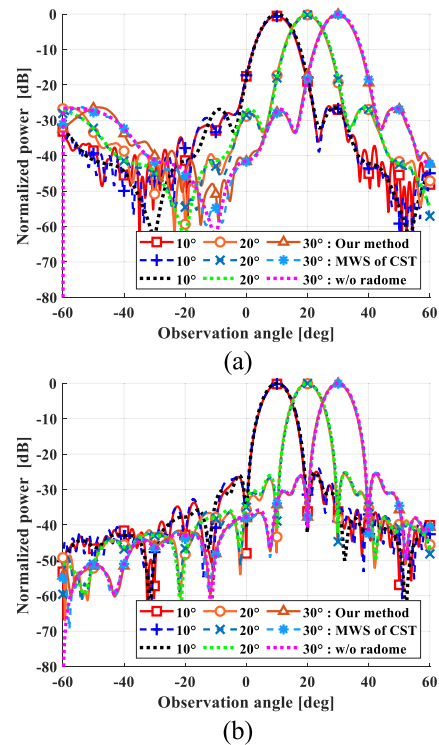 0
-10
-20
-30
-40
-50
-60
-70
-80
Normalized power [dB]
10° 20° 30° : Our method
10° 20° 30° : MWS of CST
10° 20° 30° : w/o radome
-60 -40 -20 0 20 40 60
Observation angle [deg]
(a)
0
-10
-20
-30
-40
-50
-60
-70
-80
Normalized power [dB]
10° 20° 30° : Our method
10° 20° 30° : MWS of CST
10° 20° 30° : w/o radome
-60 -40 -20 0 20 40 60
Observation angle [deg]
(b)